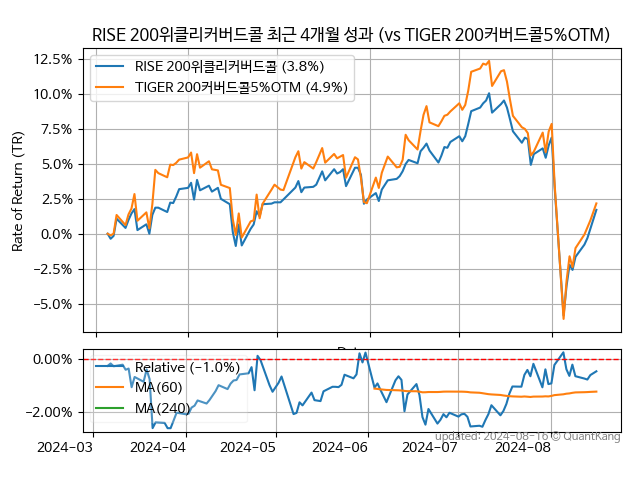 RISE 200위클리커버드콜 최근 4개월 성과 (vs TIGER 200커버드콜5%OTM)
Rate of Return (TR)
12.5%
10.0%
7.5%
5.0%
2.5%
0.0%
−2.5%
−5.0%
RISE 200위클리커버드콜 (3.8%)
TIGER 200커버드콜5%OTM (4.9%)
0.00%
−2.00%
Relative (−1.0%)
MA(60)
MA(240)
2024-03
2024-04
2024-05
2024-06
2024-07
2024-08
updated: 2024-08-16 © QuantKang